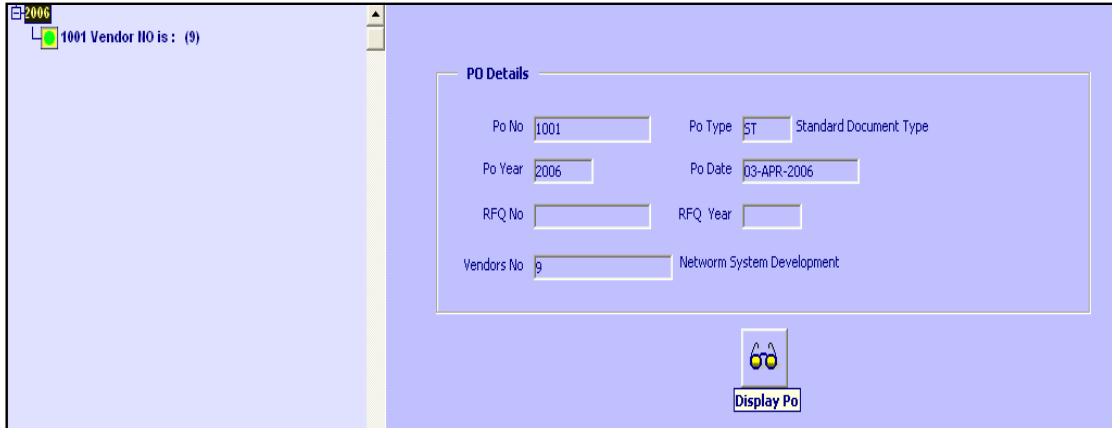 2006
1001 Vendor NO is : (9)
PO Details
Po No 1001 Po Type ST Standard Document Type
Po Year 2006 Po Date 03-APR-2006
RFQ No RFQ Year
Vendors No 9 Networm System Development
Display Po